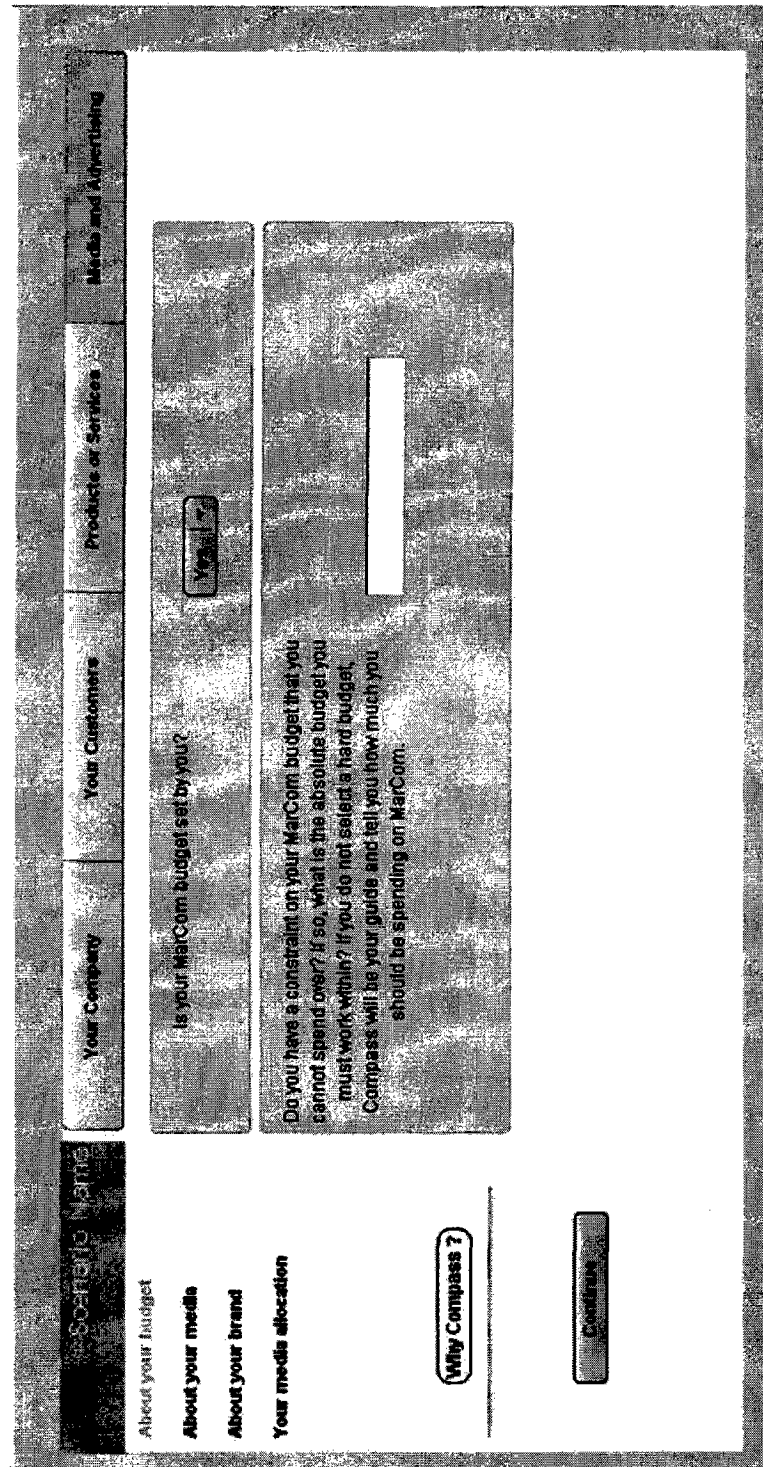 Scenario Name
Your Company
Your Customers
Products or Services
Media and Advertising
About your budget
About your media
About your brand
Your media allocation
Why Compass ?
Continue
Is your MarCom budget set by you?
Yes
Do you have a constraint on your MarCom budget that you
cannot spend over? If so, what is the absolute budget you
must work within? If you do not select a hard budget,
Compass will be your guide and tell you how much you
should be spending on MarCom.